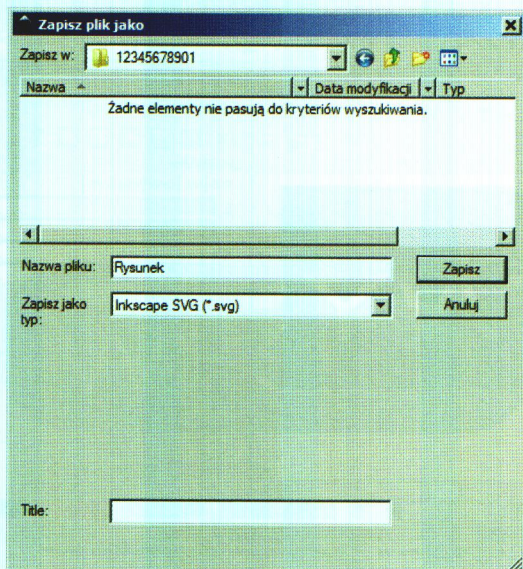 Zapisz plik jako
Zapisz w: 12345678901
Nazwa Data modyfikacji Typ
Żadne elementy nie pasują do kryteriów wyszukiwania.
Nazwa pliku: Rysunek Zapisz
Zapisz jako typ: Inkscape SVG (*.svg) Anuluj
Title: